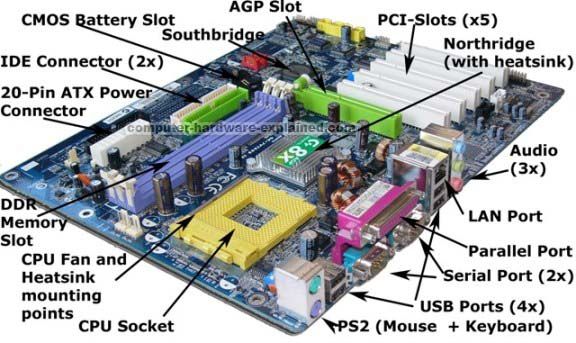 AGP Slot
CMOS Battery Slot
Southbridge
PCI-Slots (x5)
IDE Connector (2x)
Northridge
(with heatsink)
20-Pin ATX Power
Connector
computer-hardware-explained.com
8x
Audio
(3x)
DDR
Memory
Slot
LAN Port
Parallel Port
CPU Fan and
Heatsink
mounting
points
Serial Port (2x)
USB Ports (4x)
CPU Socket
PS2 (Mouse + Keyboard)